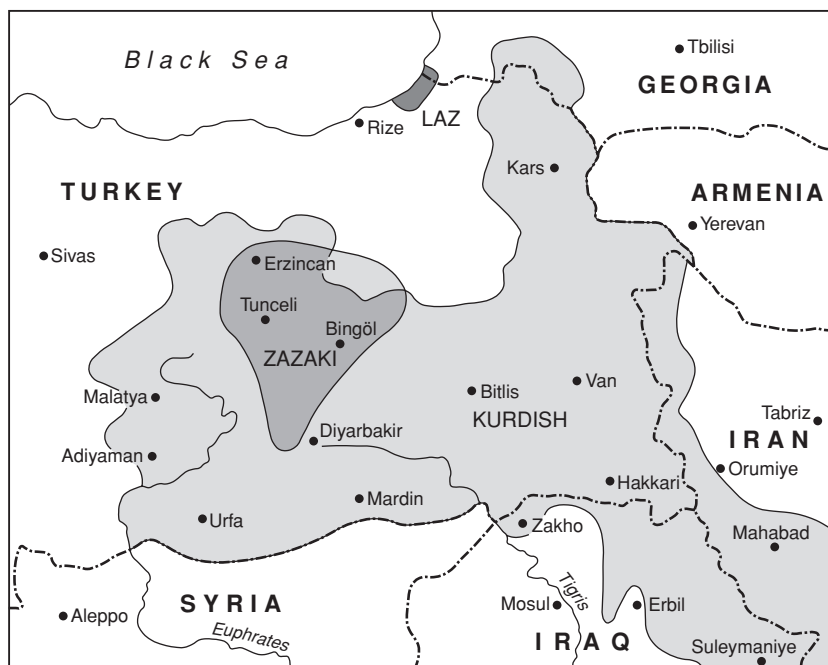 Black Sea
Tbilisi
GEORGIA
LAZ
Rize
Kars
TURKEY
ARMENIA
Yerevan
Sivas
Erzincan
Tunceli
Bingöl
ZAZAKI
Bitlis
Van
Malatya
KURDISH
Tabriz
Diyarbakir
IRAN
Adiyaman
Orumiye
Hakkari
Mardin
Urfa
Zakho
Mahabad
Tigris
SYRIA
Aleppo
Mosul
Erbil
Euphrates
IRAQ
Suleymaniye